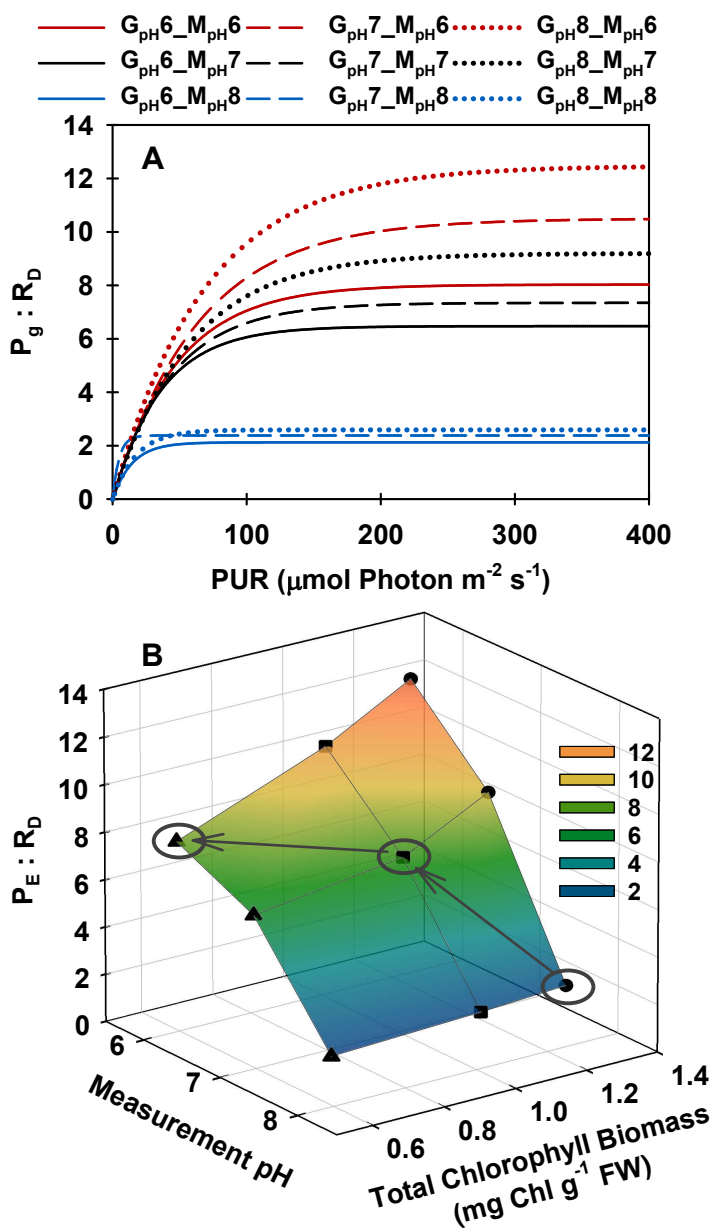 GpH6_MpH6 GpH7_MpH6 GpH8_MpH6
GpH6_MpH7 GpH7_MpH7 GpH8_MpH7
GpH6_MpH8 GpH7_MpH8 GpH8_MpH8
A
14
12
10
8
6
4
2
0
Pg : RD
0 100 200 300 400
PUR (μmol Photon m-2 s-1)
B
14
12
10
8
6
4
2
0
PE : RD
12
10
8
6
4
2
6
7
8
Measurement pH
0.6
0.8
1.0
1.2
1.4
Total Chlorophyll Biomass
(mg Chl g-1 FW)